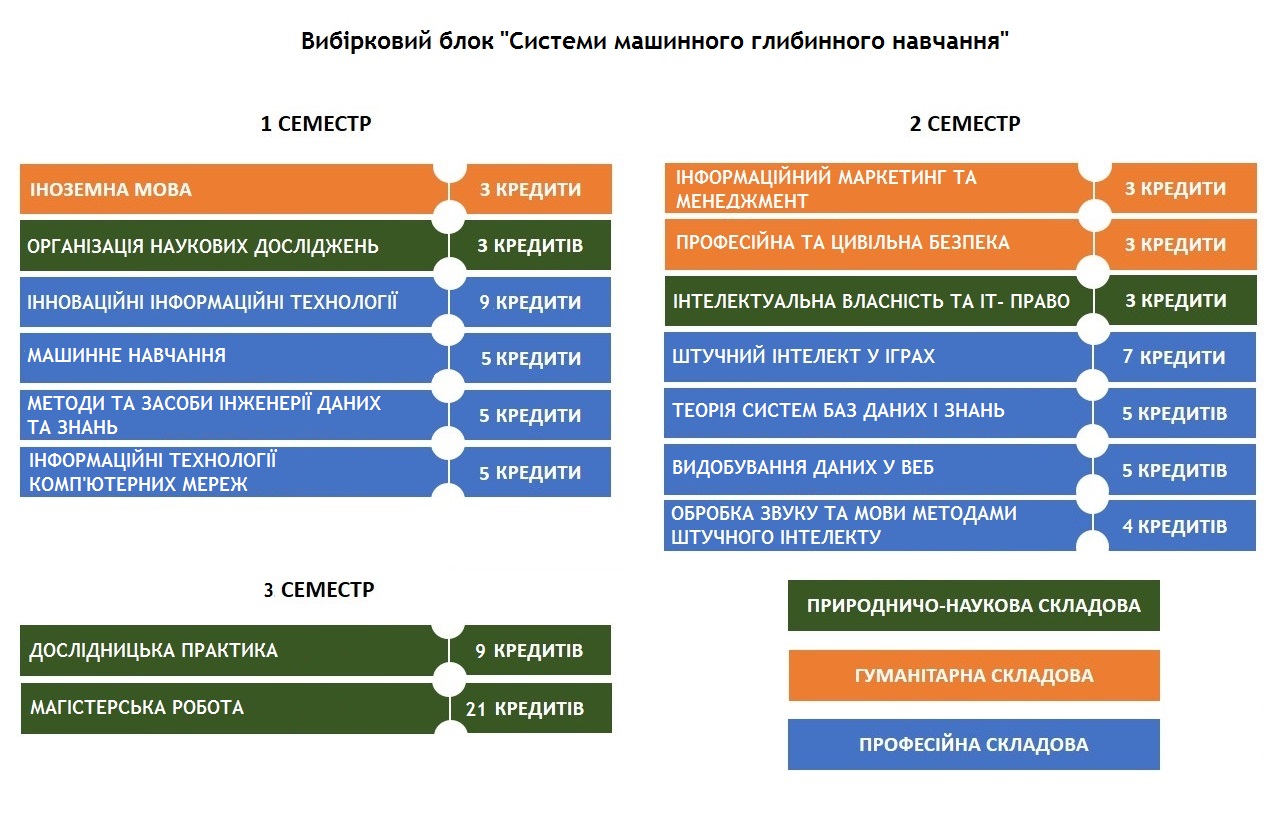 Вибірковий блок "Системи машинного глибинного навчання"
1 СЕМЕСТР
ІНОЗЕМНА МОВА 3 КРЕДИТИ
ОРГАНІЗАЦІЯ НАУКОВИХ ДОСЛІДЖЕНЬ 3 КРЕДИТІВ
ІННОВАЦІЙНІ ІНФОРМАЦІЙНІ ТЕХНОЛОГІЇ 9 КРЕДИТИ
МАШИННЕ НАВЧАННЯ 5 КРЕДИТИ
МЕТОДИ ТА ЗАСОБИ ІНЖЕНЕРІЇ ДАНИХ
ТА ЗНАНЬ
5 КРЕДИТИ
ІНФОРМАЦІЙНІ ТЕХНОЛОГІЇ
КОМП'ЮТЕРНИХ МЕРЕЖ
5 КРЕДИТИ
2 СЕМЕСТР
ІНФОРМАЦІЙНИЙ МАРКЕТИНГ ТА
МЕНЕДЖМЕНТ
3 КРЕДИТИ
ПРОФЕСІЙНА ТА ЦИВІЛЬНА БЕЗПЕКА 3 КРЕДИТИ
ІНТЕЛЕКТУАЛЬНА ВЛАСНІСТЬ ТА ІТ- ПРАВО 3 КРЕДИТИ
ШТУЧНИЙ ІНТЕЛЕКТ У ІГРАХ 7 КРЕДИТИ
ТЕОРІЯ СИСТЕМ БАЗ ДАНИХ І ЗНАНЬ 5 КРЕДИТІВ
ВИДОБУВАННЯ ДАНИХ У ВЕБ 5 КРЕДИТІВ
ОБРОБКА ЗВУКУ ТА МОВИ МЕТОДАМИ
ШТУЧНОГО ІНТЕЛЕКТУ
4 КРЕДИТІВ
3 СЕМЕСТР
ДОСЛІДНИЦЬКА ПРАКТИКА 9 КРЕДИТІВ
МАГІСТЕРСЬКА РОБОТА 21 КРЕДИТІВ
ПРИРОДНИЧО-НАУКОВА СКЛАДОВА
ГУМАНІТАРНА СКЛАДОВА
ПРОФЕСІЙНА СКЛАДОВА